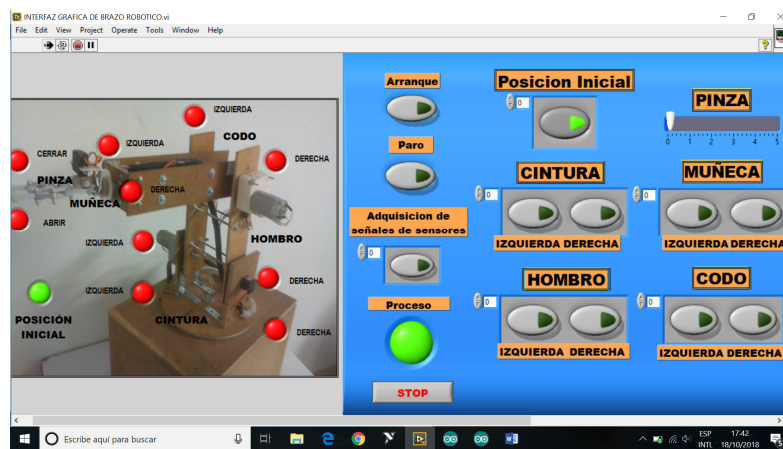 INTERFAZ GRAFICA DE BRAZO ROBOTICO.vi
File Edit View Project Operate Tools Window Help
IZQUIERDA
CODO
IZQUIERDA
CERRAR
DERECHA
PINZA
DERECHA
MUÑECA
ABRIR
IZQUIERDA
HOMBRO
IZQUIERDA
DERECHA
POSICIÓN
INICIAL
CINTURA
DERECHA
Arranque
Paro
Adquisicion de
señales de sensores
0
Proceso
STOP
Posicion Inicial
0
PINZA
0 1 2 3 4 5
CINTURA
0
IZQUIERDA DERECHA
MUÑECA
0
IZQUIERDA DERECHA
HOMBRO
0
IZQUIERDA DERECHA
CODO
0
IZQUIERDA DERECHA
Escribe aquí para buscar
ESP
INTL
17:42
18/10/2018